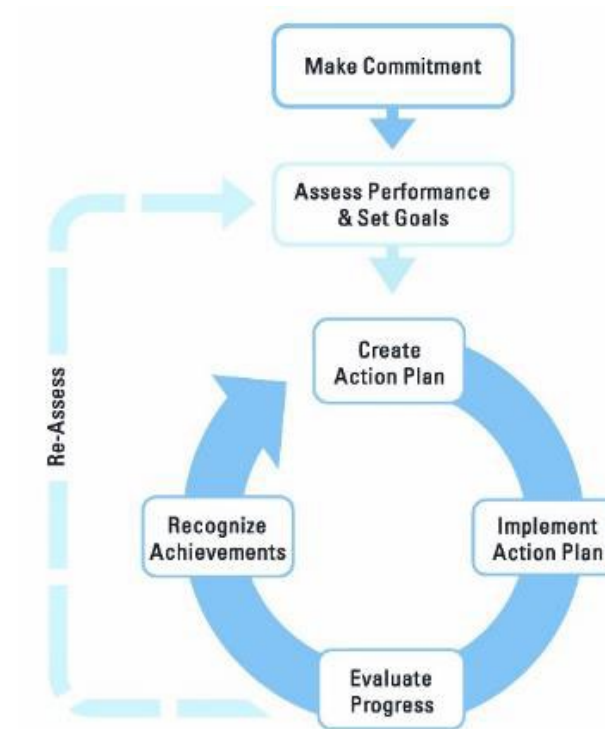 Make Commitment
Assess Performance
& Set Goals
Create
Action Plan
Re-Assess
Recognize
Achievements
Implement
Action Plan
Evaluate
Progress